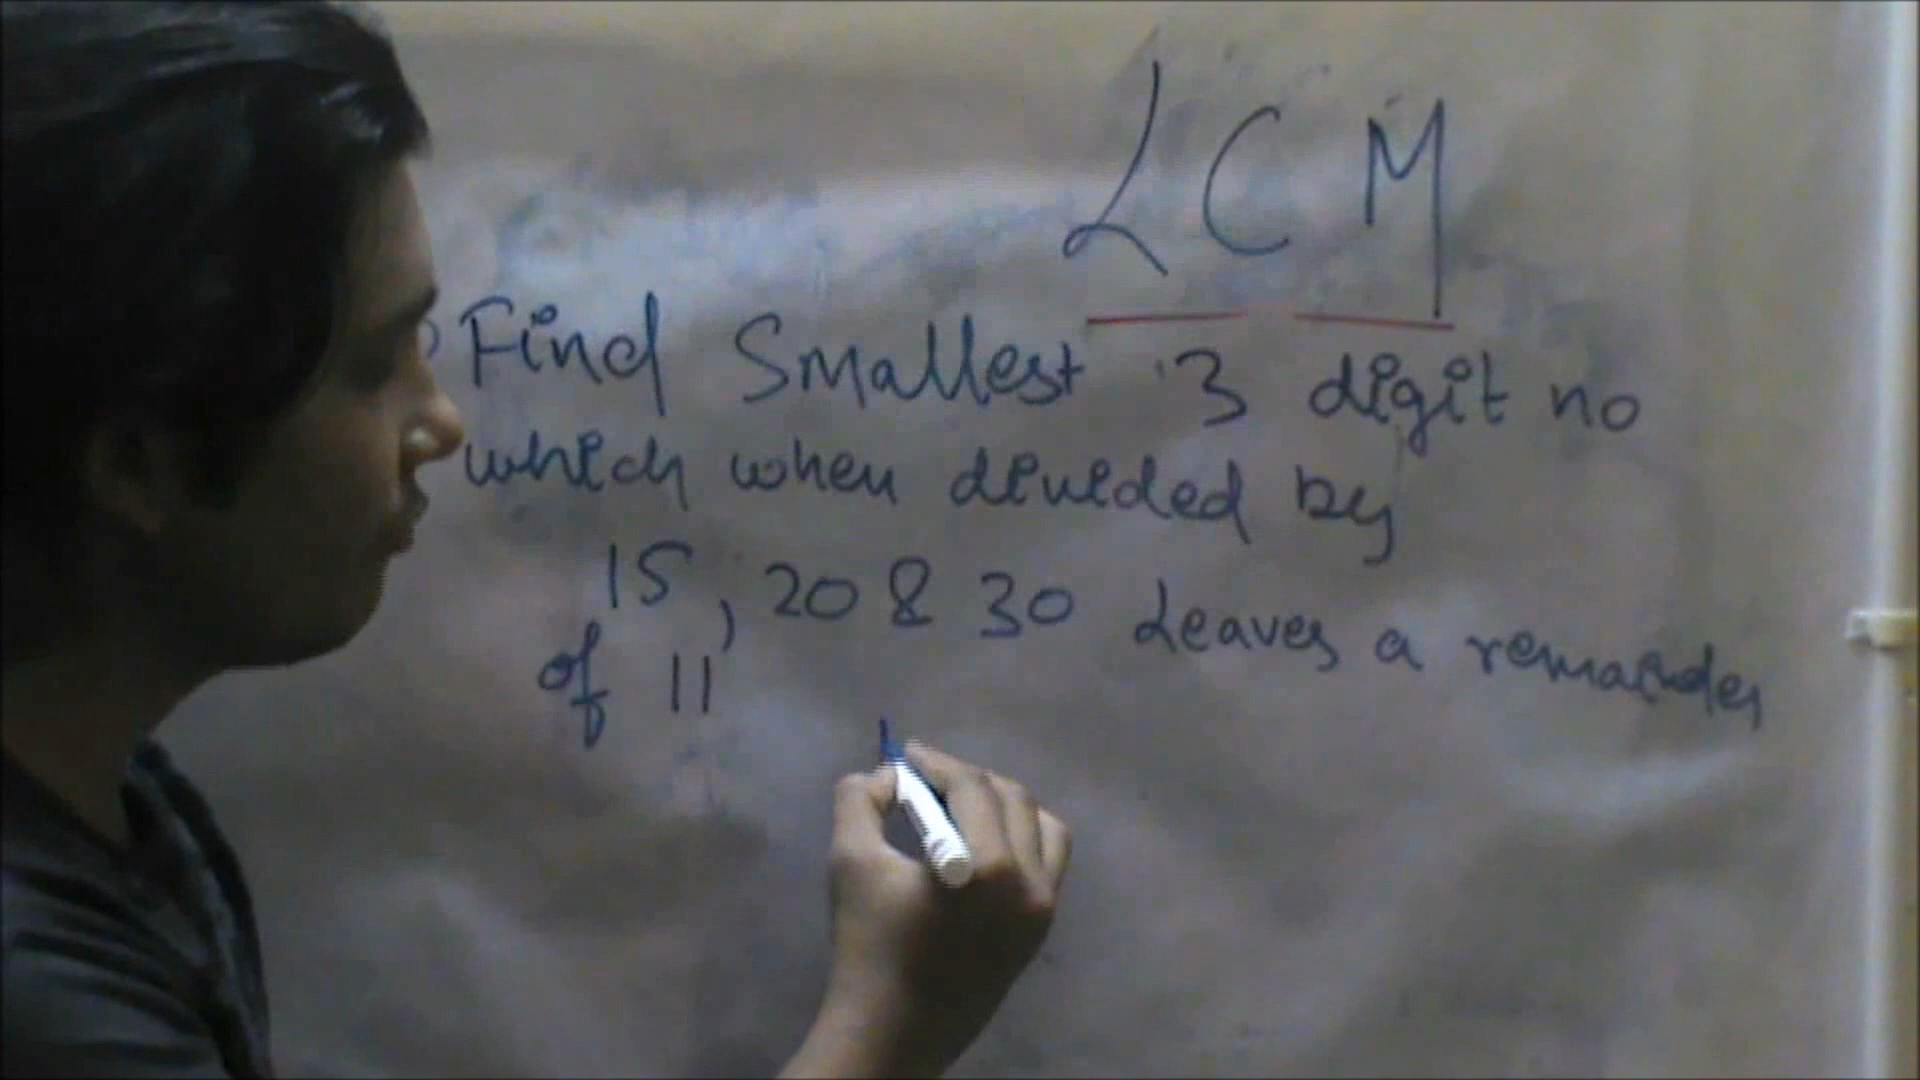 LCM
Find Smallest 3 digit no
which when divided by
15, 20 & 30 Leaves a remainder
of 11